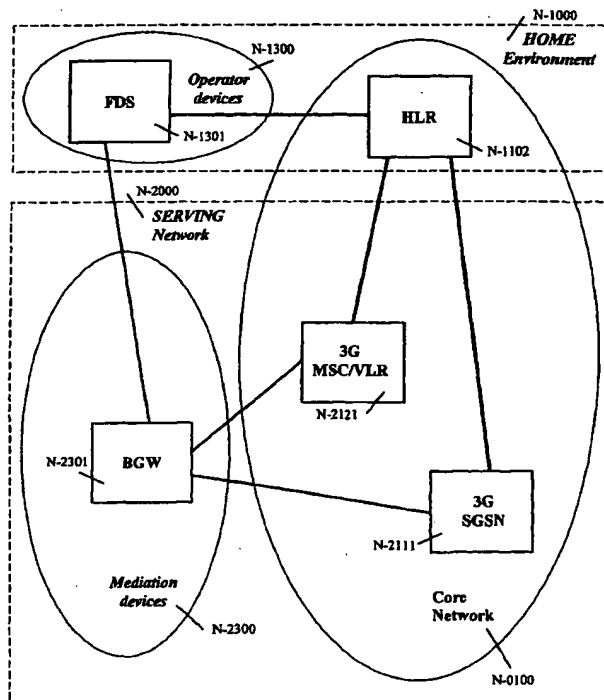 N-1000
HOME
Environment
N-1300
Operator
devices
FDS
N-1301
HLR
N-1102
N-2000
SERVING
Network
3G
MSC/VLR
N-2121
N-2301
BGW
3G
SGSN
N-2111
Mediation
devices
N-2300
Core
Network
N-0100